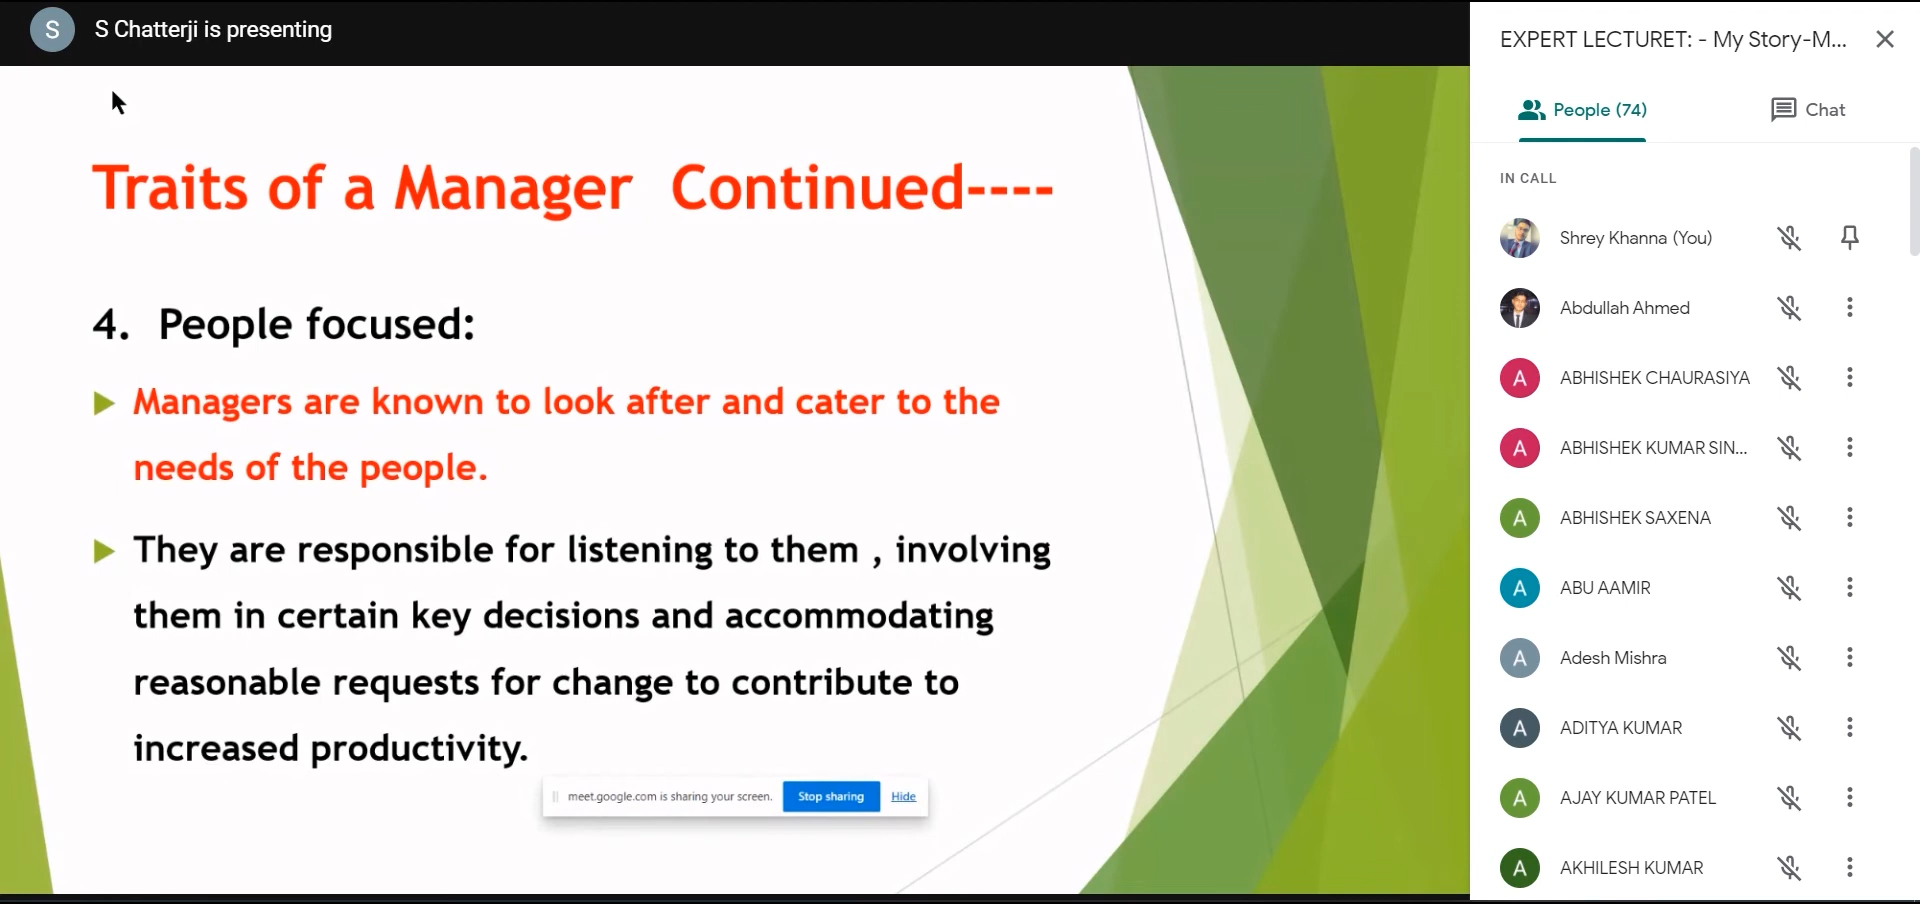 S
S Chatterji is presenting
Traits of a Manager Continued----
4. People focused:
Managers are known to look after and cater to the
needs of the people.
They are responsible for listening to them , involving
them in certain key decisions and accommodating
reasonable requests for change to contribute to
increased productivity.
meet.google.com is sharing your screen. Stop sharing Hide
EXPERT LECTURET: - My Story-M...
People (74) Chat
IN CALL
Shrey Khanna (You)
Abdullah Ahmed
A ABHISHEK CHAURASIYA
A ABHISHEK KUMAR SIN...
A ABHISHEK SAXENA
A ABU AAMIR
A Adesh Mishra
A ADITYA KUMAR
A AJAY KUMAR PATEL
A AKHILESH KUMAR